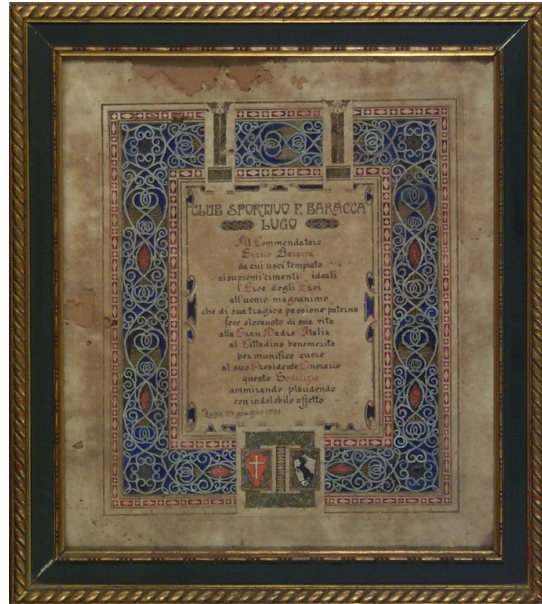 CLUB SPORTIVO F. BARACCA
LUGO
Al Commendatore
Enrico Baracca
da cui uscì temprato
ai supremi cimenti ideali
l'Eroe degli Eroi
all'uomo magnanimo
che di sua tragica passione paterna
fece olocausto di sua vita
alla Gran Madre Italia
al Cittadino benemerito
per munifico cuore
al suo Presidente Onorario
questo Sodalizio
ammirando plaudendo
con indelebile affetto
Lugo, 19 giugno 1921